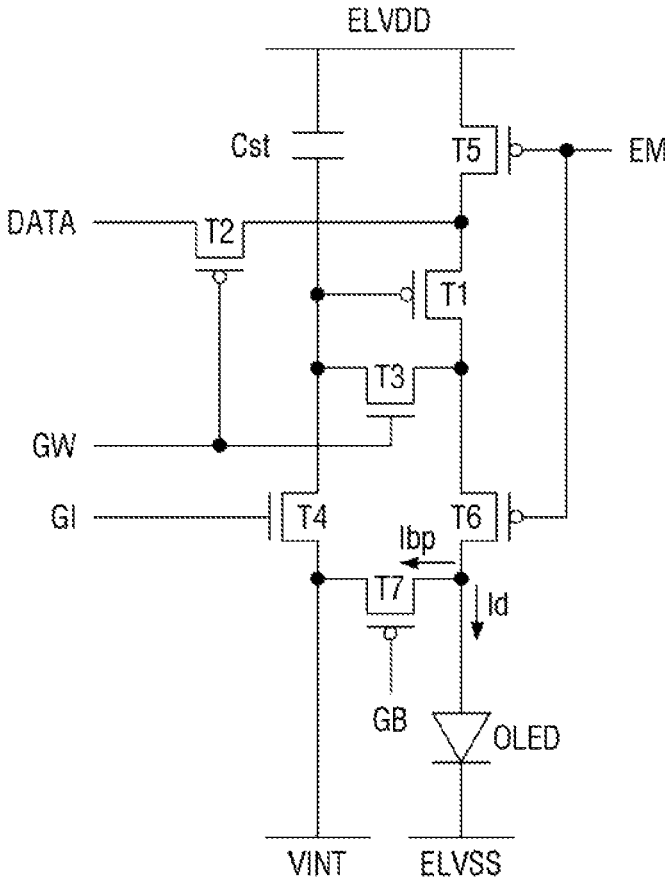 ELVDD
Cst
T5
EM
DATA
T2
T1
T3
GW
GI
T4
T6
Ibp
T7
Id
GB
OLED
VINT
ELVSS